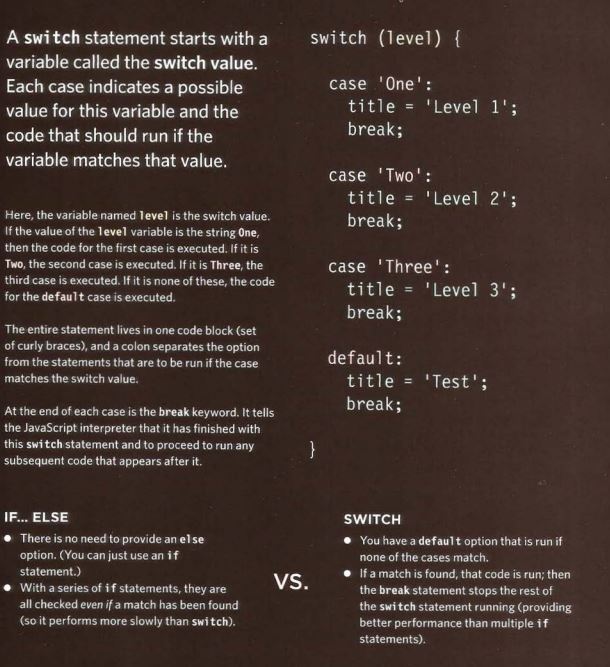 A switch statement starts with a
variable called the switch value.
Each case indicates a possible
value for this variable and the
code that should run if the
variable matches that value.
Here, the variable named level is the switch value.
If the value of the level variable is the string One,
then the code for the first case is executed. If it is
Two, the second case is executed. If it is Three, the
third case is executed. If it is none of these, the code
for the default case is executed.
The entire statement lives in one code block (set
of curly braces), and a colon separates the option
from the statements that are to be run if the case
matches the switch value.
At the end of each case is the break keyword. It tells
the JavaScript interpreter that it has finished with
this switch statement and to proceed to run any
subsequent code that appears after it.
switch (level) {
case 'One':
title = 'Level 1';
break;
case 'Two':
title = 'Level 2';
break;
case 'Three':
title = 'Level 3';
break;
default:
title = 'Test';
break;
}
IF... ELSE
● There is no need to provide an else
option. (You can just use an if
statement.)
● With a series of if statements, they are
all checked even if a match has been found
(so it performs more slowly than switch).
VS.
SWITCH
● You have a default option that is run if
none of the cases match.
● If a match is found, that code is run; then
the break statement stops the rest of
the switch statement running (providing
better performance than multiple if
statements).